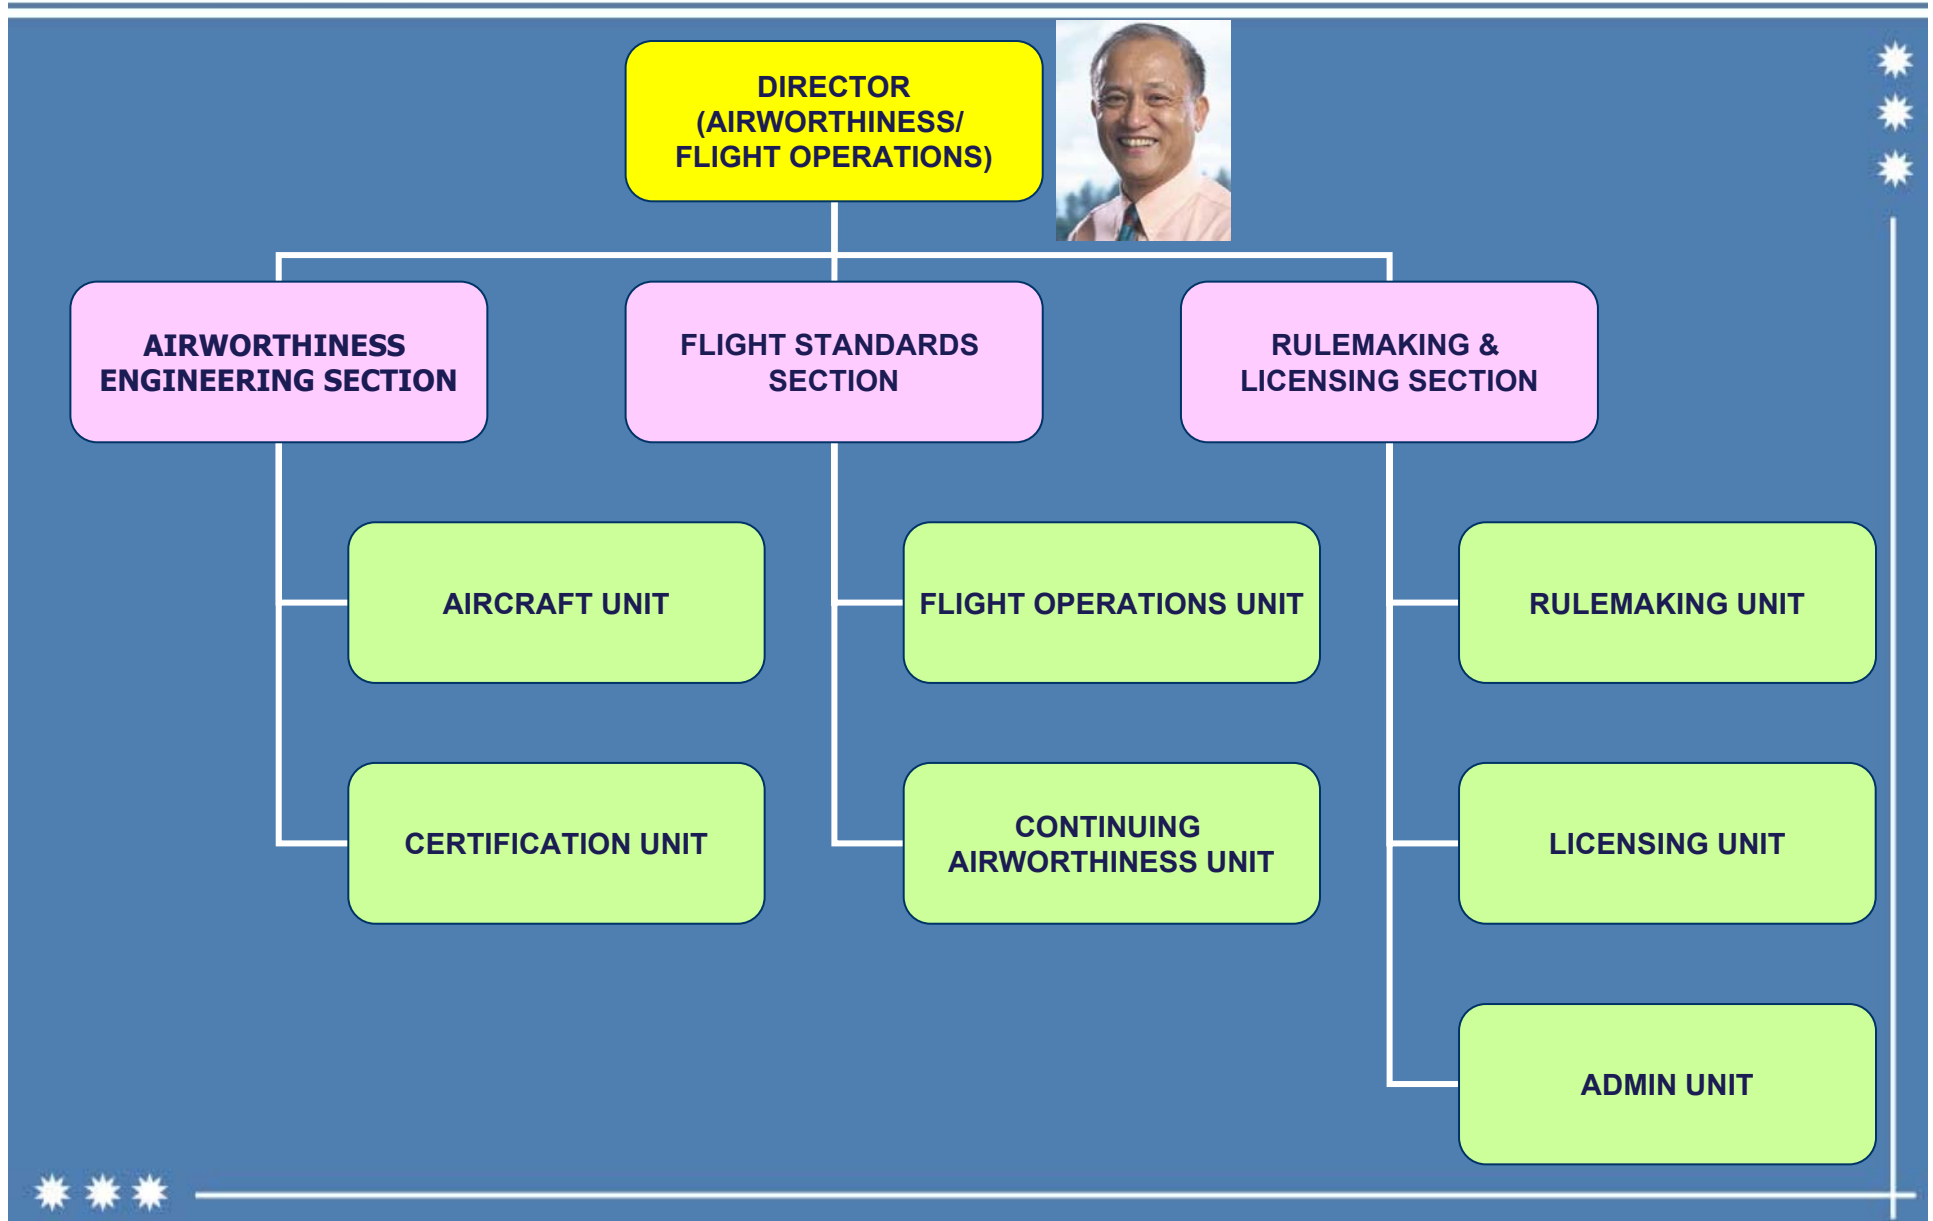 DIRECTOR
(AIRWORTHINESS/
FLIGHT OPERATIONS)
AIRWORTHINESS
ENGINEERING SECTION
FLIGHT STANDARDS
SECTION
RULEMAKING &
LICENSING SECTION
AIRCRAFT UNIT
FLIGHT OPERATIONS UNIT
RULEMAKING UNIT
CERTIFICATION UNIT
CONTINUING
AIRWORTHINESS UNIT
LICENSING UNIT
ADMIN UNIT